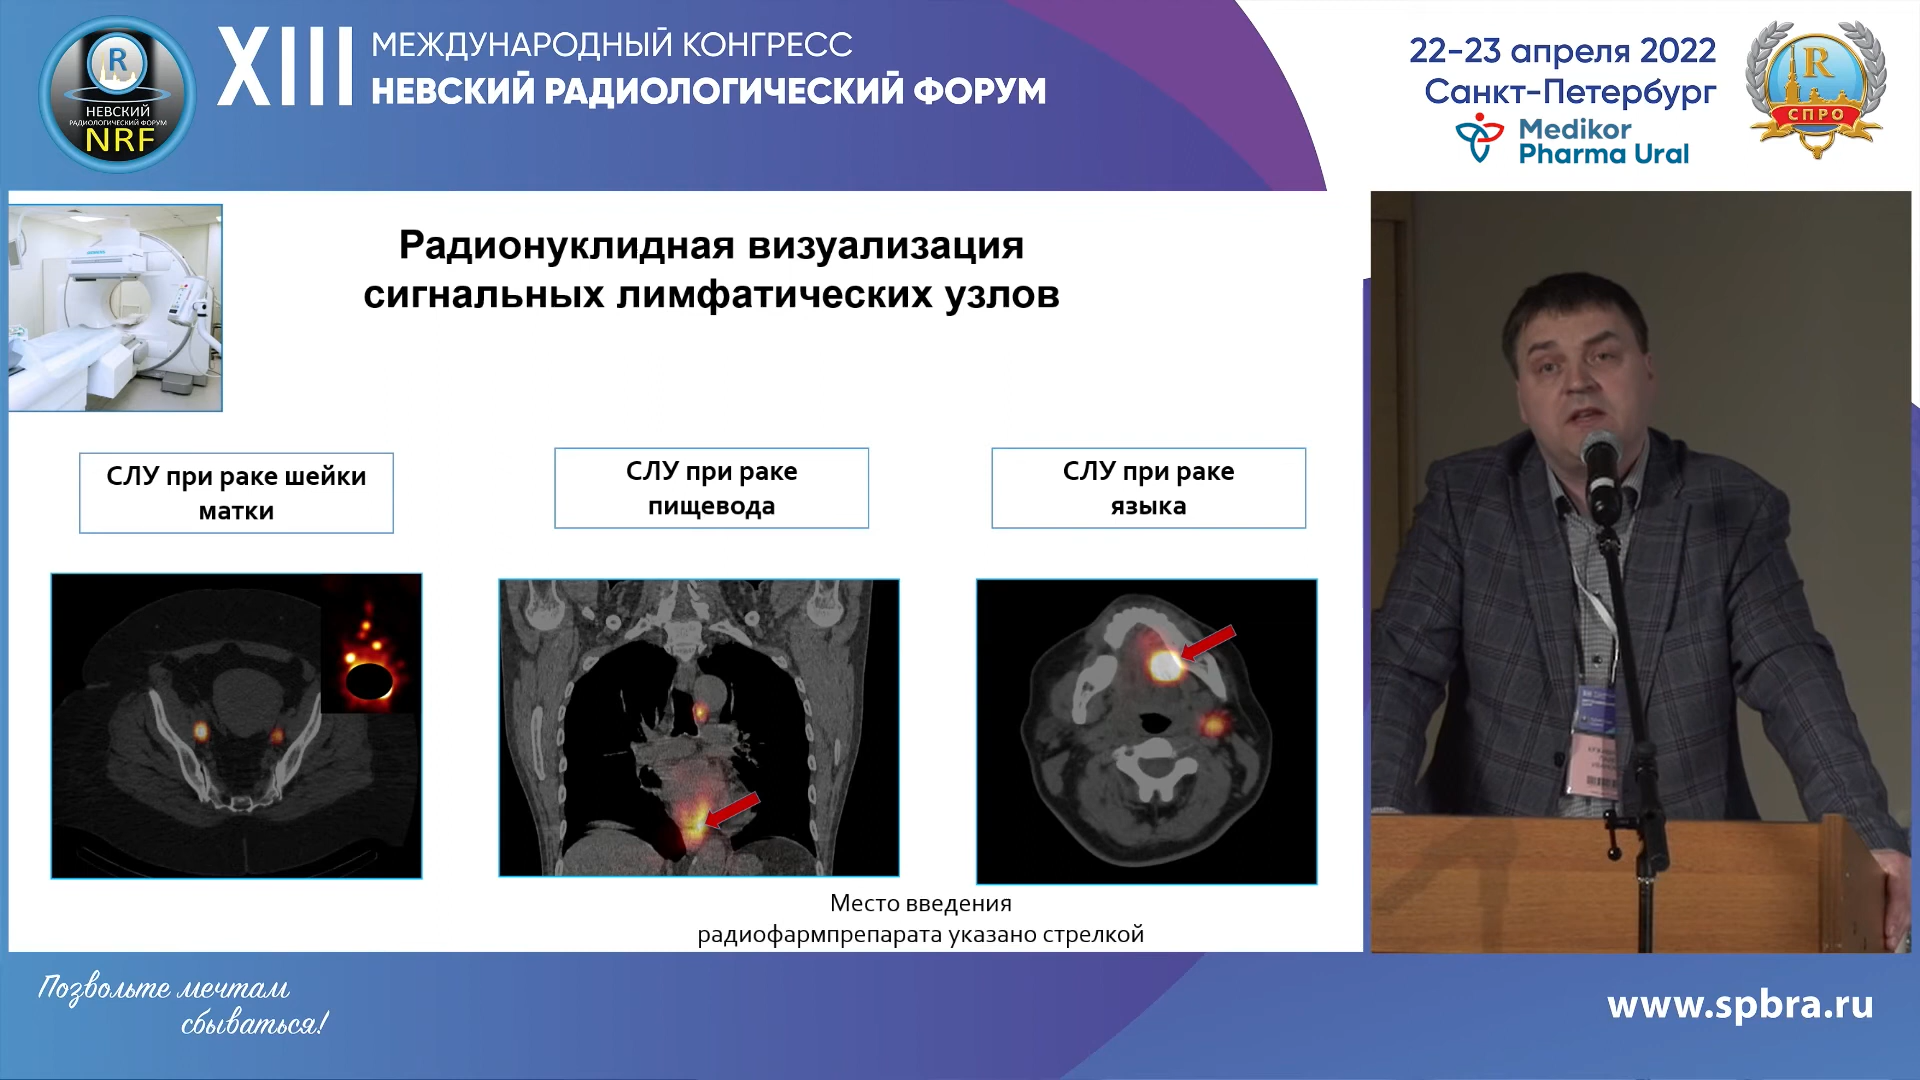 R
НЕВСКИЙ
РАДИОЛОГИЧЕСКИЙ ФОРУМ
NRF
XIII
МЕЖДУНАРОДНЫЙ КОНГРЕСС
НЕВСКИЙ РАДИОЛОГИЧЕСКИЙ ФОРУМ
22-23 апреля 2022
Санкт-Петербург
Medikor
Pharma Ural
R
СПРО
Радионуклидная визуализация
сигнальных лимфатических узлов
СЛУ при раке шейки
матки
СЛУ при раке
пищевода
СЛУ при раке
языка
Место введения
радиофармпрепарата указано стрелкой
Позвольте мечтам
сбываться!
www.spbra.ru